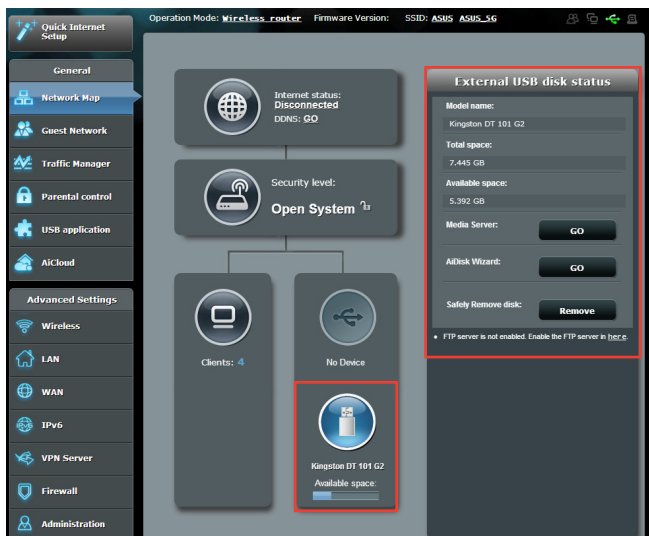 Quick Internet
Setup
Operation Mode: Wireless router Firmware Version: SSID: ASUS ASUS_5G
General
Network Map
Guest Network
Traffic Manager
Parental control
USB application
AiCloud
Advanced Settings
Wireless
LAN
WAN
IPv6
VPN Server
Firewall
Administration
Internet status:
Disconnected
DDNS: GO
Security level:
Open System
Clients: 4
No Device
Kingston DT 101 G2
Available space:
External USB disk status
Model name:
Kingston DT 101 G2
Total space:
7.445 GB
Available space:
5.392 GB
Media Server: GO
AiDisk Wizard: GO
Safely Remove disk: Remove
• FTP server is not enabled. Enable the FTP server in here.